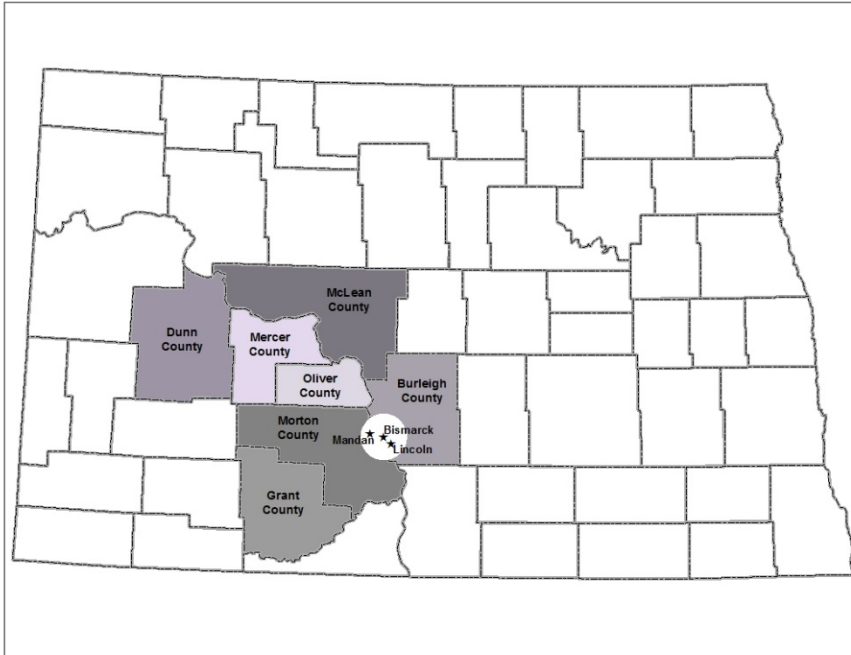 McLean
County
Dunn
County
Mercer
County
Oliver
County
Burleigh
County
Morton
County
Bismarck
Mandan
Lincoln
Grant
County